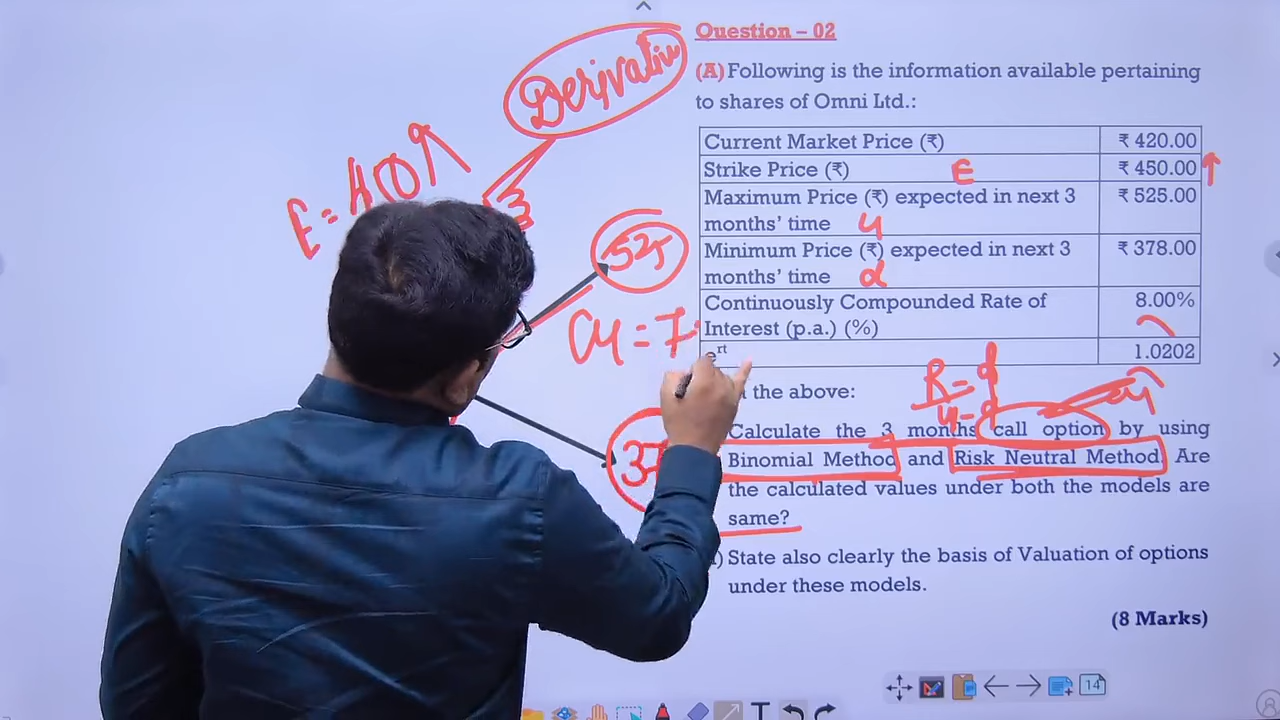 Question – 02
(A) Following is the information available pertaining
to shares of Omni Ltd.:
Current Market Price (₹) ₹ 420.00
Strike Price (₹) E ₹ 450.00
Maximum Price (₹) expected in next 3 ₹ 525.00
months' time u
Minimum Price (₹) expected in next 3 ₹ 378.00
months' time d
Continuously Compounded Rate of 8.00%
Interest (p.a.) (%)
e^rt 1.0202
the above:
Calculate the 3 months call option by using
Binomial Method and Risk Neutral Method. Are
the calculated values under both the models are
same?
) State also clearly the basis of Valuation of options
under these models.
(8 Marks)
14
E =
525
Cu = 7
37
R – d
u – d